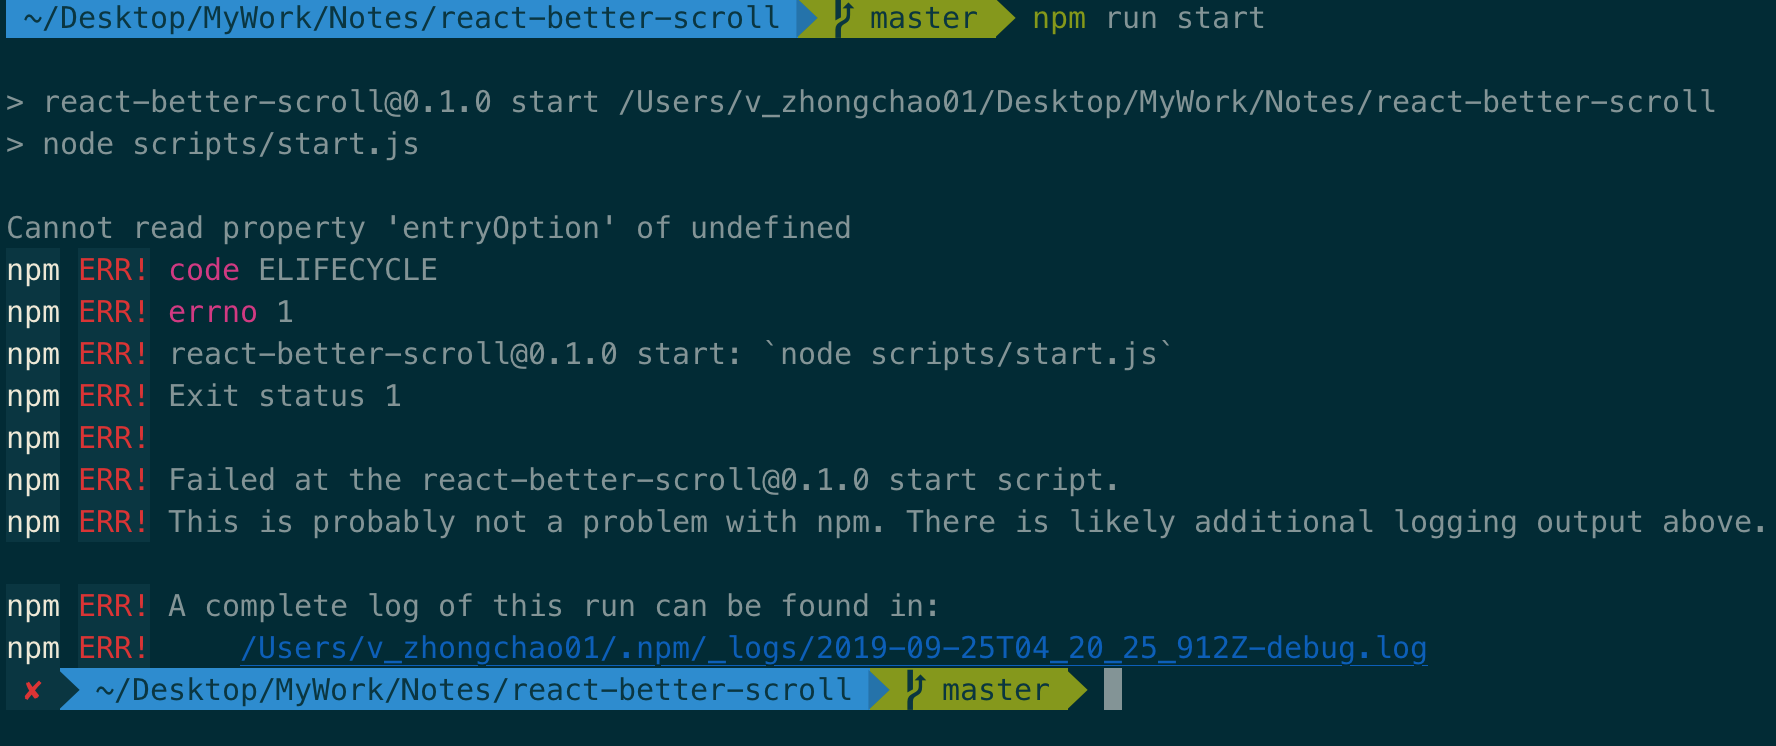 ~/Desktop/MyWork/Notes/react-better-scroll master npm run start
> react-better-scroll@0.1.0 start /Users/v_zhongchao01/Desktop/MyWork/Notes/react-better-scroll
> node scripts/start.js
Cannot read property 'entryOption' of undefined
npm ERR! code ELIFECYCLE
npm ERR! errno 1
npm ERR! react-better-scroll@0.1.0 start: `node scripts/start.js`
npm ERR! Exit status 1
npm ERR!
npm ERR! Failed at the react-better-scroll@0.1.0 start script.
npm ERR! This is probably not a problem with npm. There is likely additional logging output above.
npm ERR! A complete log of this run can be found in:
npm ERR!     /Users/v_zhongchao01/.npm/_logs/2019-09-25T04_20_25_912Z-debug.log
✘ ~/Desktop/MyWork/Notes/react-better-scroll master